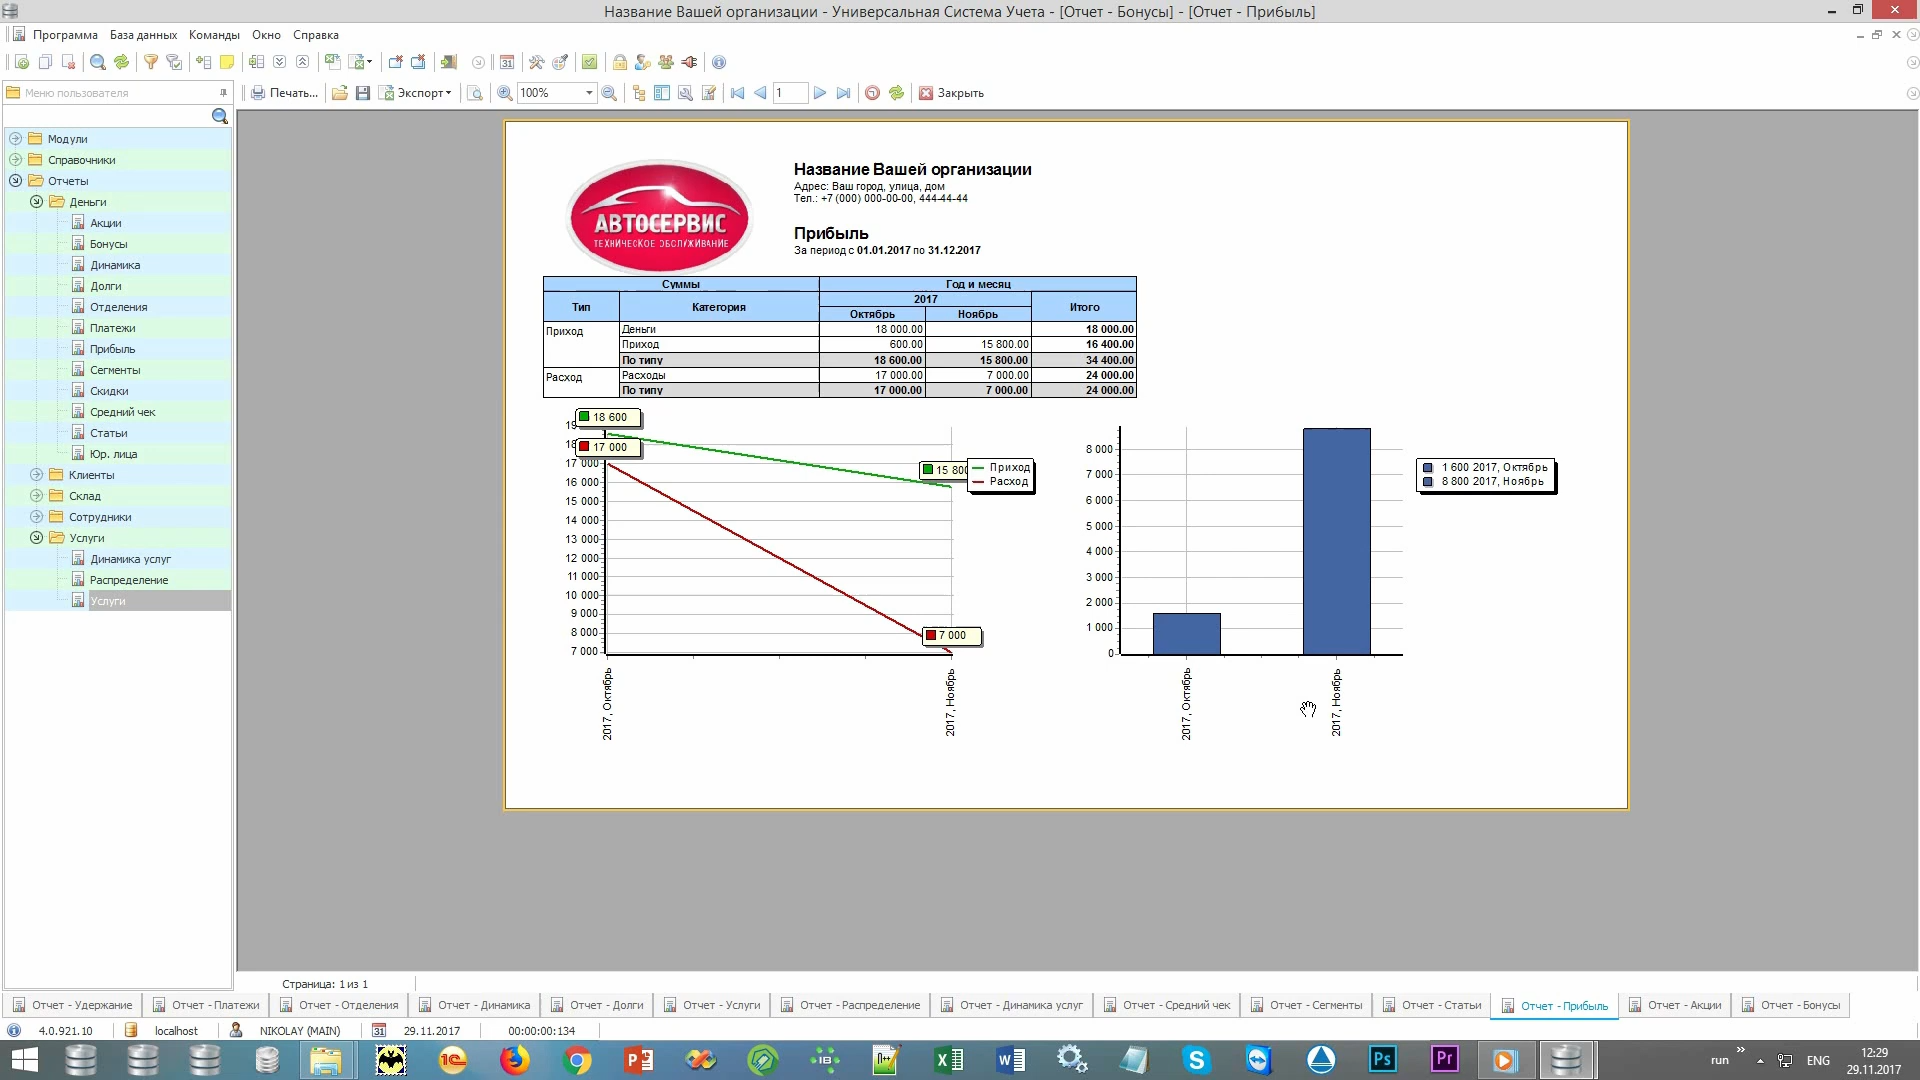 Название Вашей организации - Универсальная Система Учета - [Отчет - Бонусы] - [Отчет - Прибыль]
Программа База данных Команды Окно Справка
Меню пользователя
Печать... Экспорт 100% 1 Закрыть
Модули
Справочники
Отчеты
Деньги
Акции
Бонусы
Динамика
Долги
Отделения
Платежи
Прибыль
Сегменты
Скидки
Средний чек
Статьи
Юр. лица
Клиенты
Склад
Сотрудники
Услуги
Динамика услуг
Распределение
Услуги
АВТОСЕРВИС
ТЕХНИЧЕСКОЕ ОБСЛУЖИВАНИЕ
Название Вашей организации
Адрес: Ваш город, улица, дом
Тел.: +7 (000) 000-00-00, 444-44-44
Прибыль
За период с 01.01.2017 по 31.12.2017
Суммы Год и месяц
Тип Категория 2017 Итого
Октябрь Ноябрь
Приход Деньги 18 000.00 18 000.00
Приход 600.00 15 800.00 16 400.00
По типу 18 600.00 15 800.00 34 400.00
Расход Расходы 17 000.00 7 000.00 24 000.00
По типу 17 000.00 7 000.00 24 000.00
18 600
17 000
15 800
7 000
Приход
Расход
17 000
16 000
15 000
14 000
13 000
12 000
11 000
10 000
9 000
8 000
7 000
2017, Октябрь
2017, Ноябрь
8 000
7 000
6 000
5 000
4 000
3 000
2 000
1 000
0
2017, Октябрь
2017, Ноябрь
1 600 2017, Октябрь
8 800 2017, Ноябрь
Страница: 1 из 1
Отчет - Удержание Отчет - Платежи Отчет - Отделения Отчет - Динамика Отчет - Долги Отчет - Услуги Отчет - Распределение Отчет - Динамика услуг Отчет - Средний чек Отчет - Сегменты Отчет - Статьи Отчет - Прибыль Отчет - Акции Отчет - Бонусы
4.0.921.10 localhost NIKOLAY (MAIN) 29.11.2017 00:00:00:134
run ENG 12:29
29.11.2017